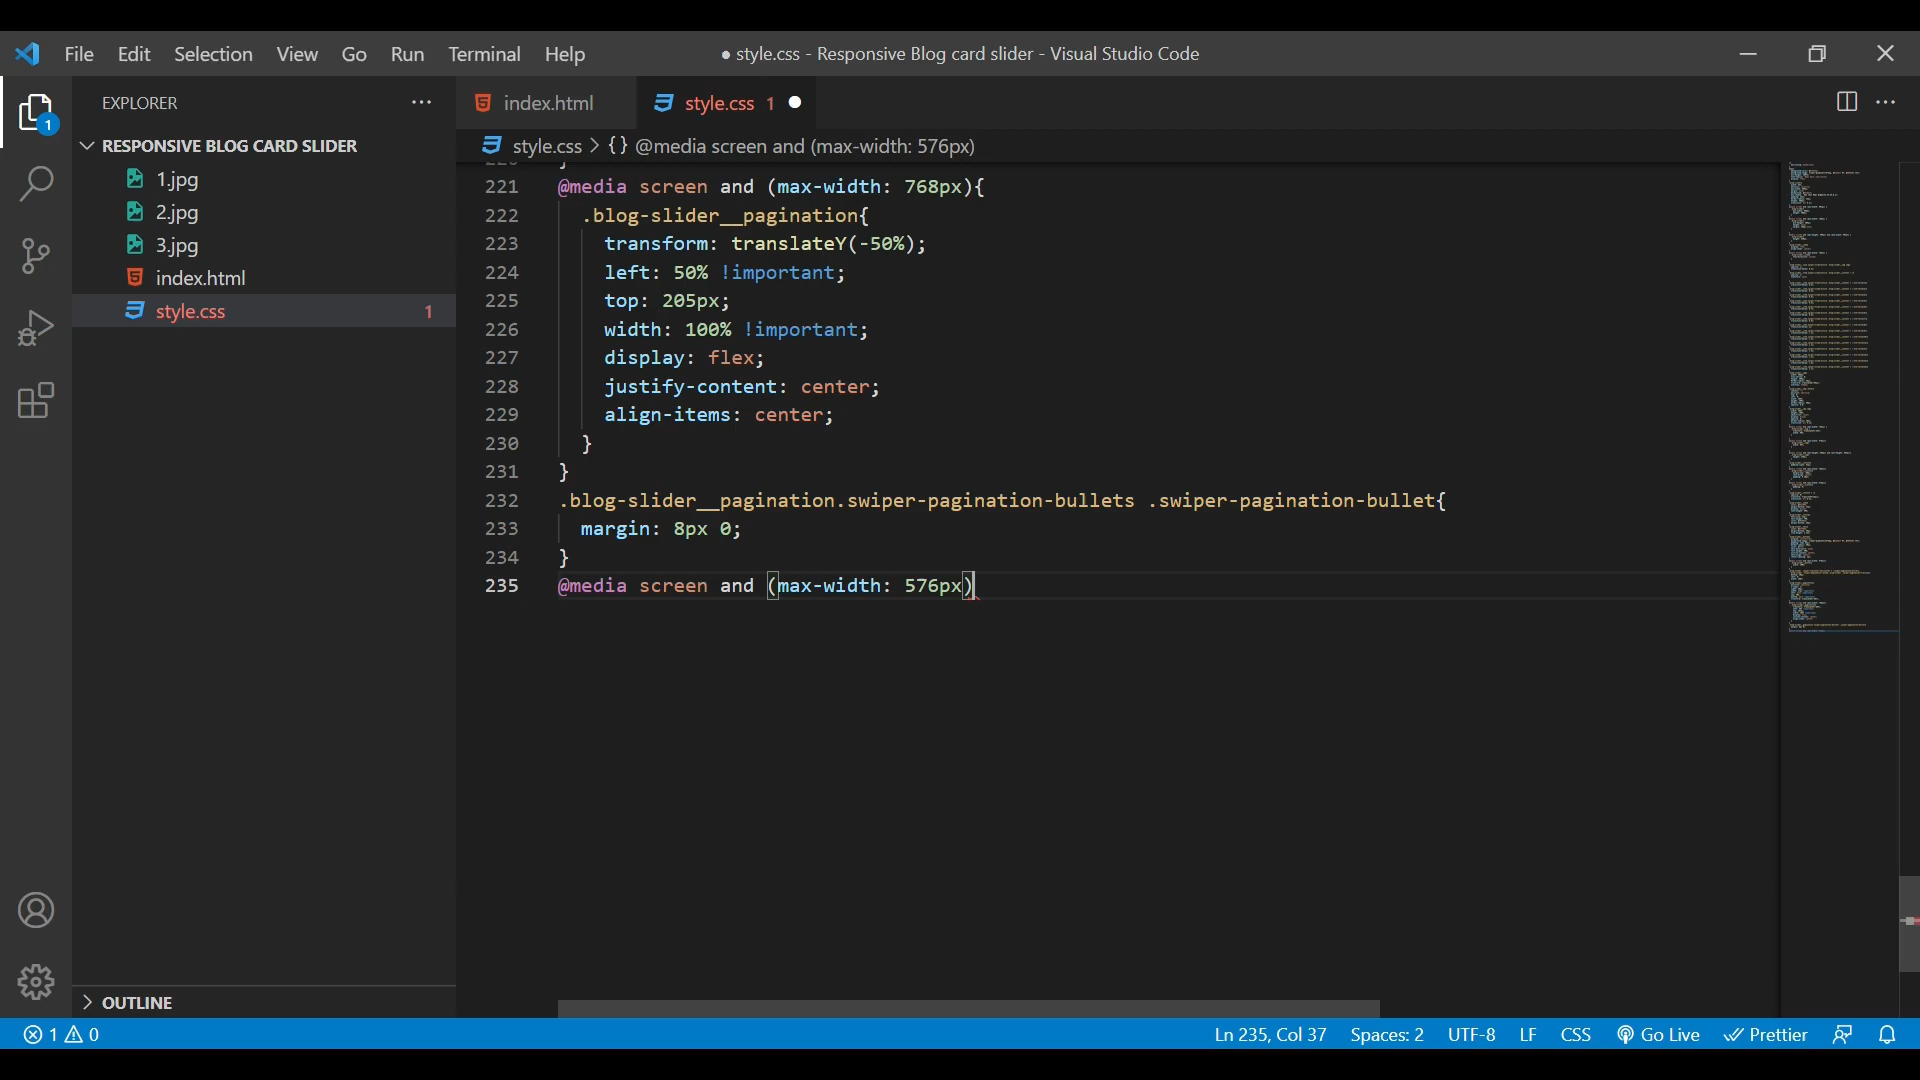 File Edit Selection View Go Run Terminal Help
● style.css - Responsive Blog card slider - Visual Studio Code
EXPLORER
index.html
style.css 1
RESPONSIVE BLOG CARD SLIDER
1.jpg
2.jpg
3.jpg
index.html
style.css 1
OUTLINE
style.css > {} @media screen and (max-width: 576px)
221 @media screen and (max-width: 768px){
222 .blog-slider__pagination{
223 transform: translateY(-50%);
224 left: 50% !important;
225 top: 205px;
226 width: 100% !important;
227 display: flex;
228 justify-content: center;
229 align-items: center;
230 }
231 }
232 .blog-slider__pagination.swiper-pagination-bullets .swiper-pagination-bullet{
233 margin: 8px 0;
234 }
235 @media screen and (max-width: 576px)
1
1 0
Ln 235, Col 37 Spaces: 2 UTF-8 LF CSS Go Live Prettier